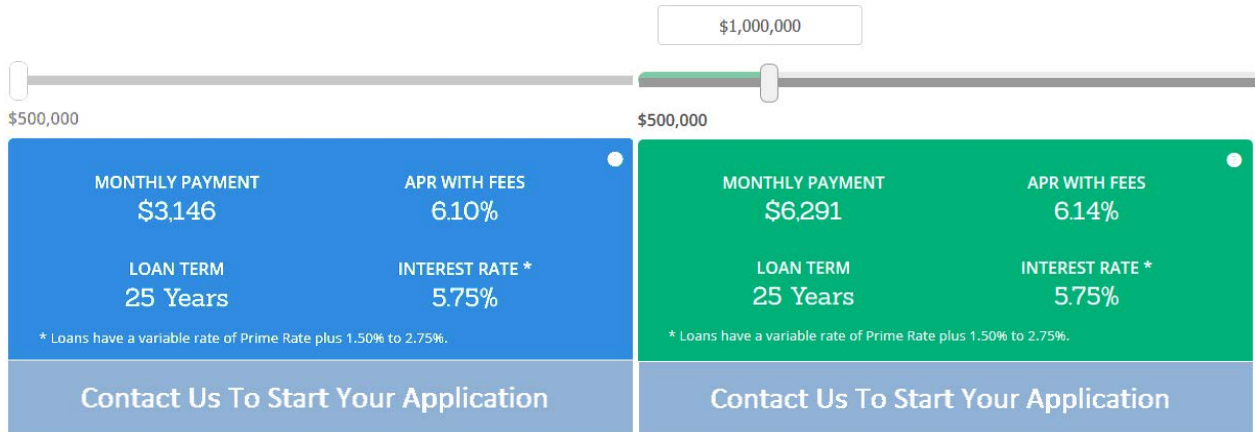 $500,000
MONTHLY PAYMENT
$3,146
APR WITH FEES
6.10%
LOAN TERM
25 Years
INTEREST RATE *
5.75%
* Loans have a variable rate of Prime Rate plus 1.50% to 2.75%.
Contact Us To Start Your Application
$1,000,000
$500,000
MONTHLY PAYMENT
$6,291
APR WITH FEES
6.14%
LOAN TERM
25 Years
INTEREST RATE *
5.75%
* Loans have a variable rate of Prime Rate plus 1.50% to 2.75%.
Contact Us To Start Your Application